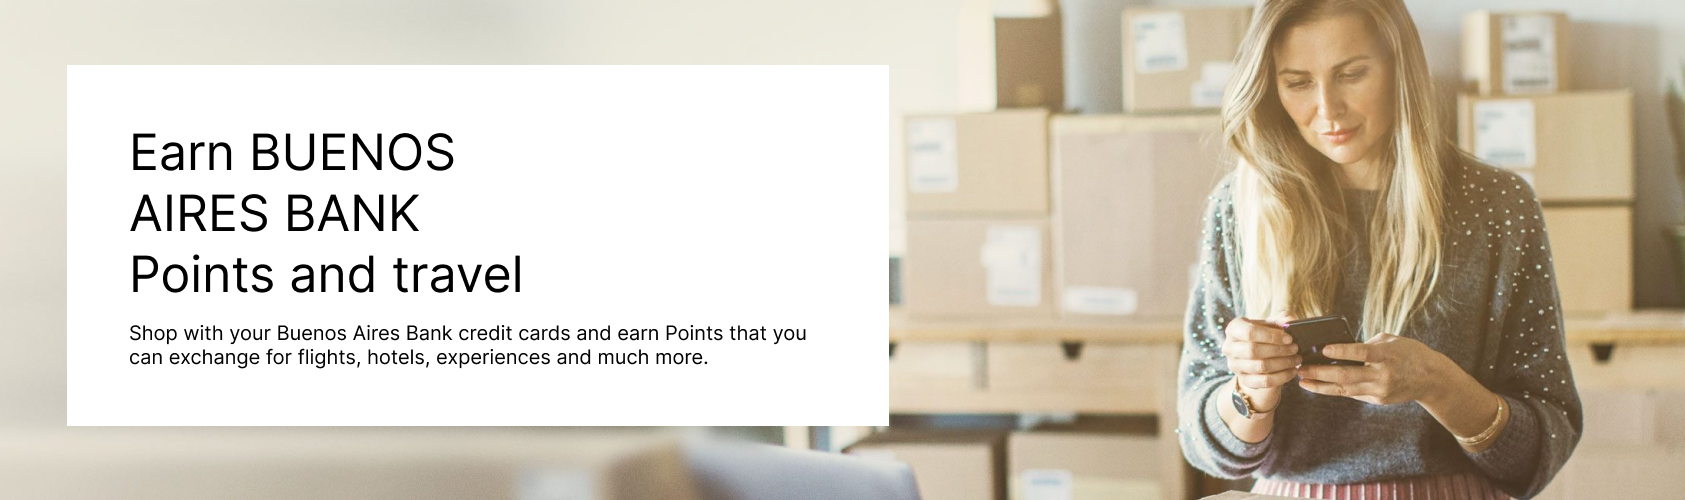 Earn BUENOS
AIRES BANK
Points and travel
Shop with your Buenos Aires Bank credit cards and earn Points that you
can exchange for flights, hotels, experiences and much more.